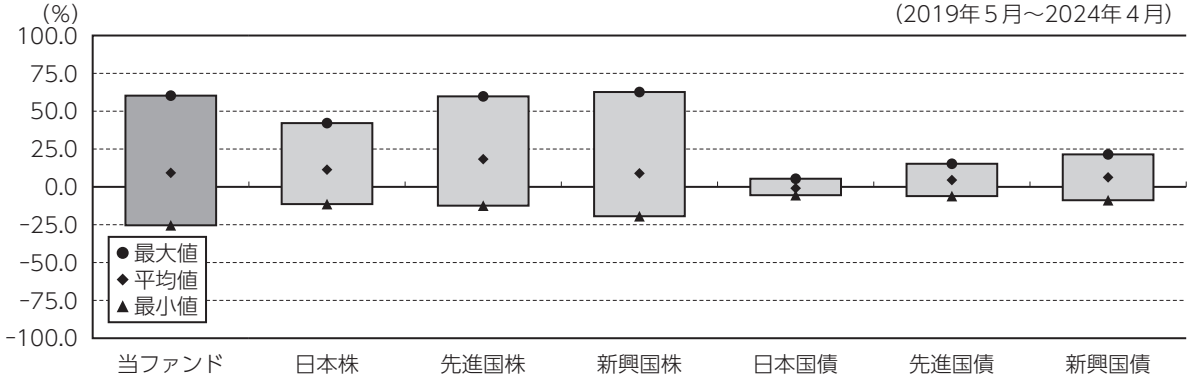 (%)
(2019年5月～2024年4月)
100.0
75.0
50.0
25.0
0.0
-25.0
-50.0
-75.0
-100.0
●最大値
◆平均値
▲最小値
当ファンド 日本株 先進国株 新興国株 日本国債 先進国債 新興国債